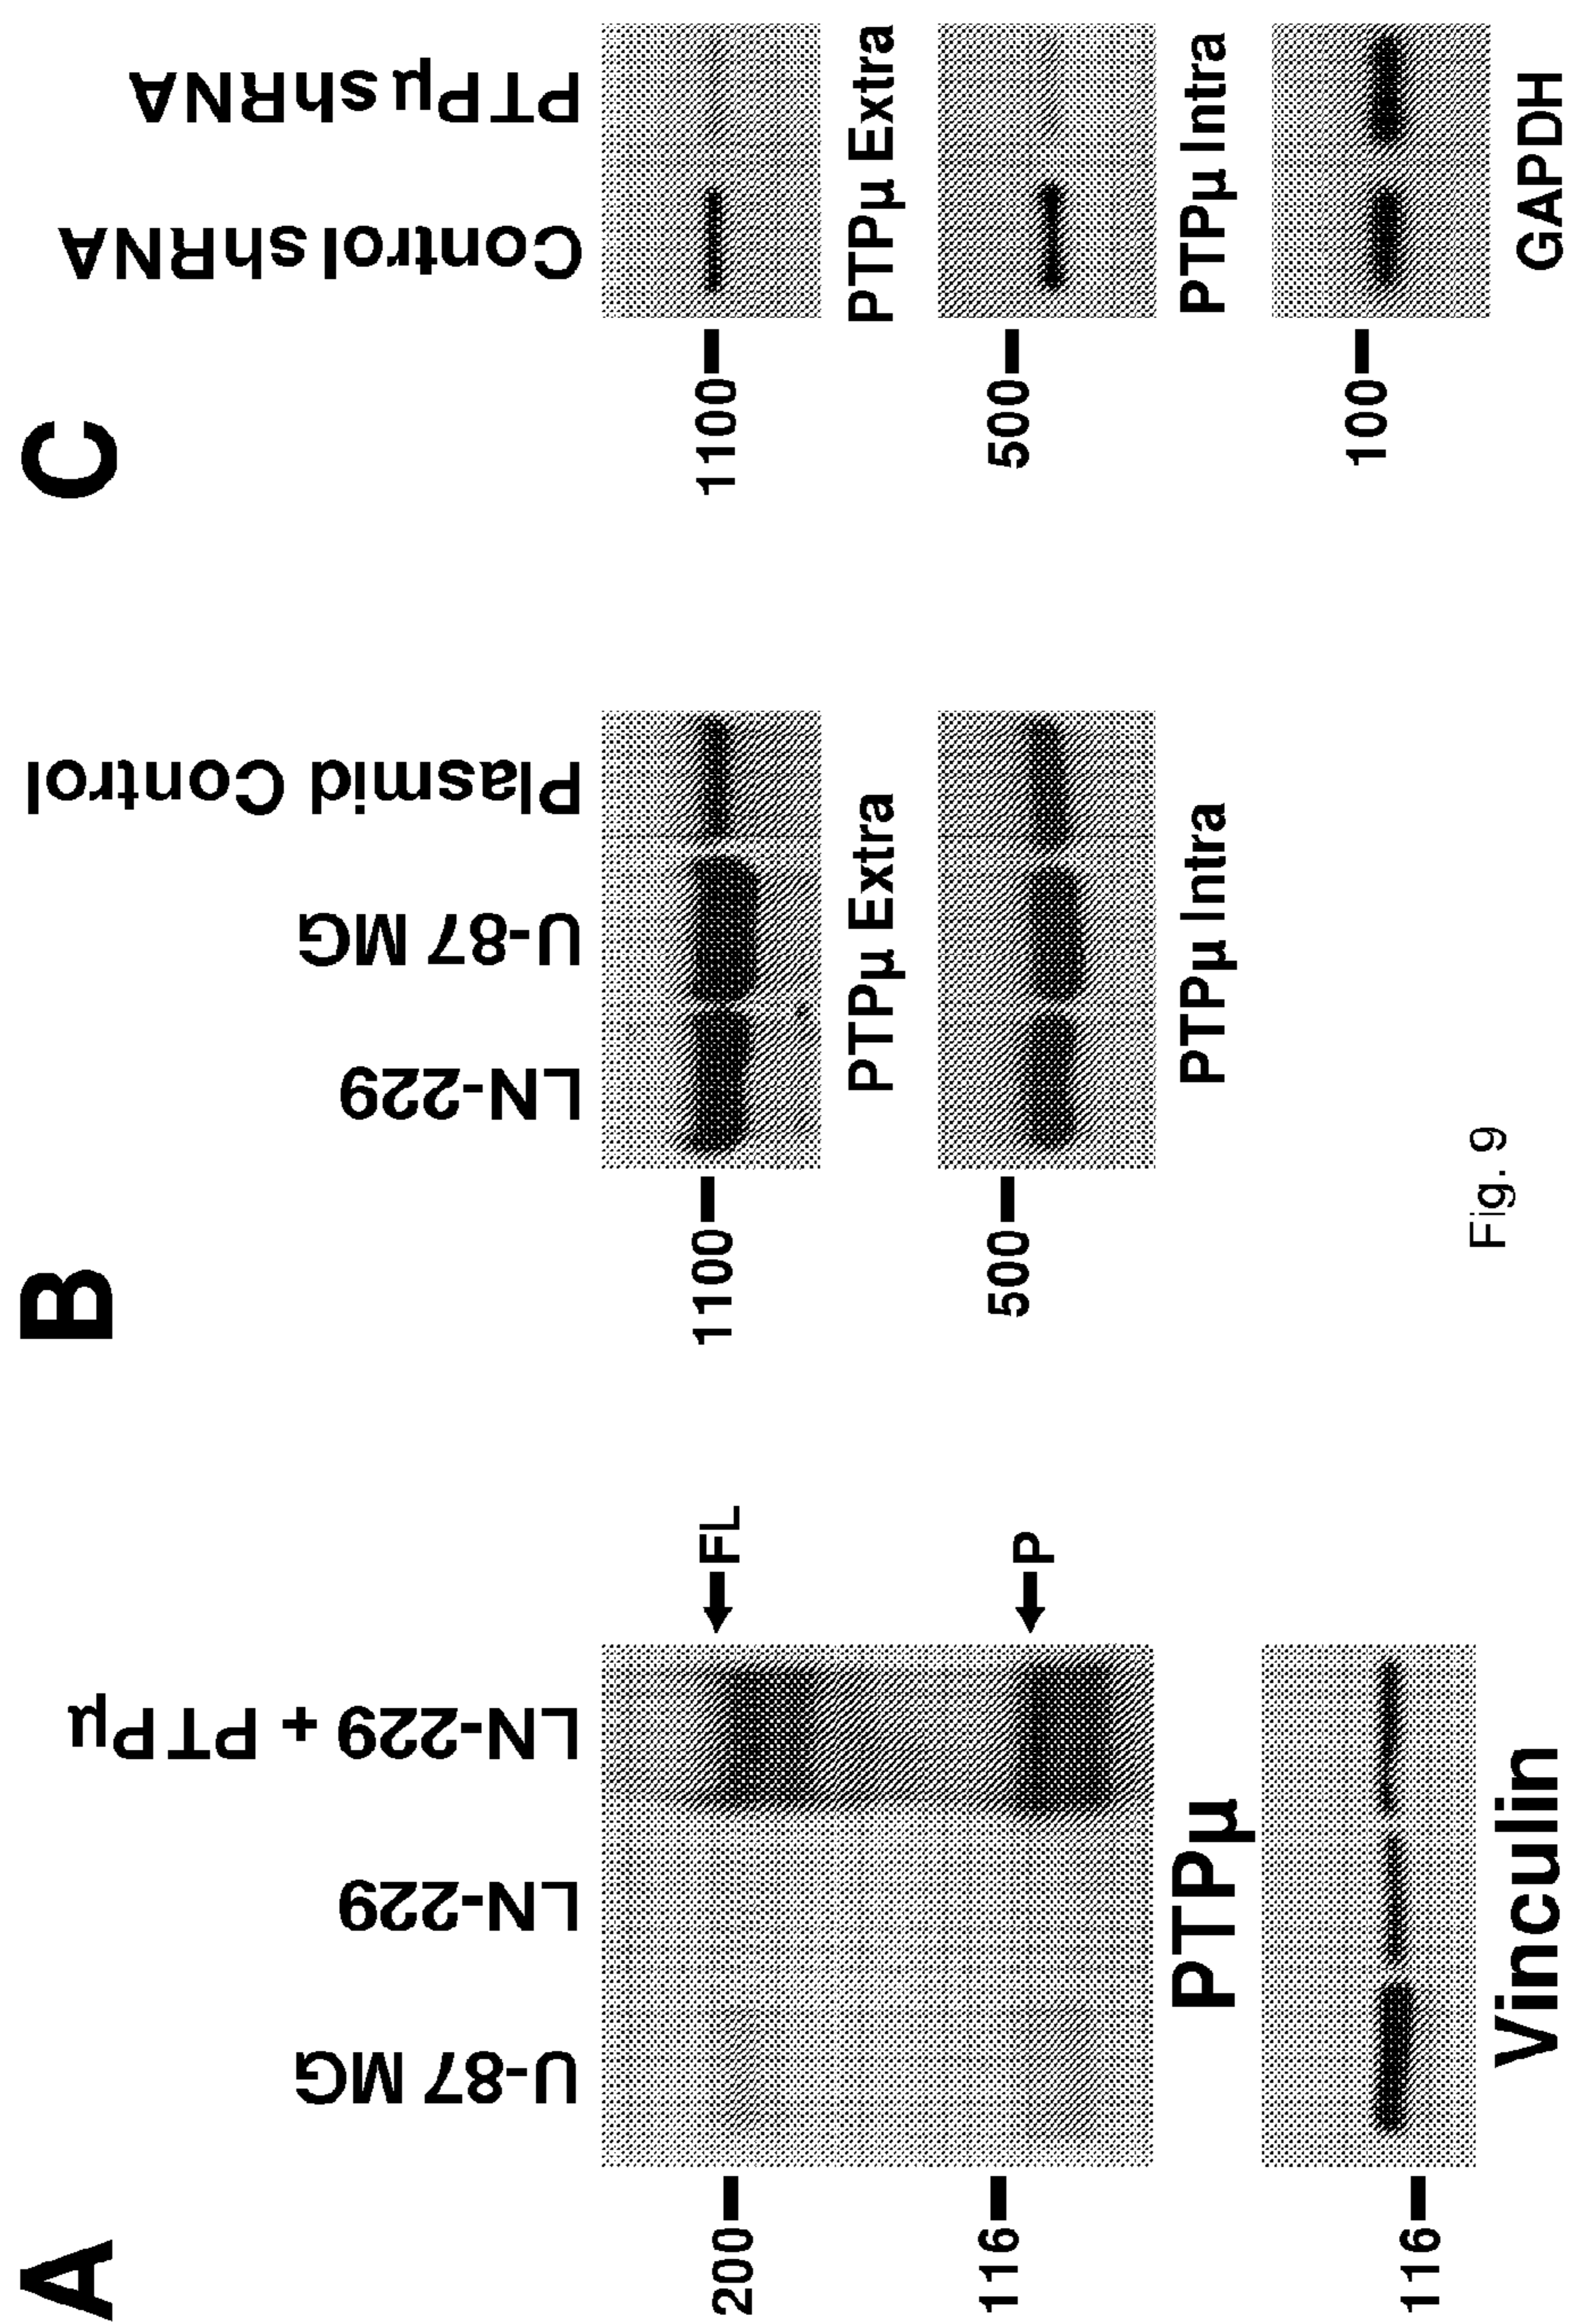 A
U-87 MG
LN-229
LN-229 + PTPµ
200
FL
116
P
PTPµ
116
Vinculin
B
LN-229
U-87 MG
Plasmid Control
1100
PTPµ Extra
500
PTPµ Intra
C
Control shRNA
PTPµ shRNA
1100
PTPµ Extra
500
PTPµ Intra
100
GAPDH
Fig. 9